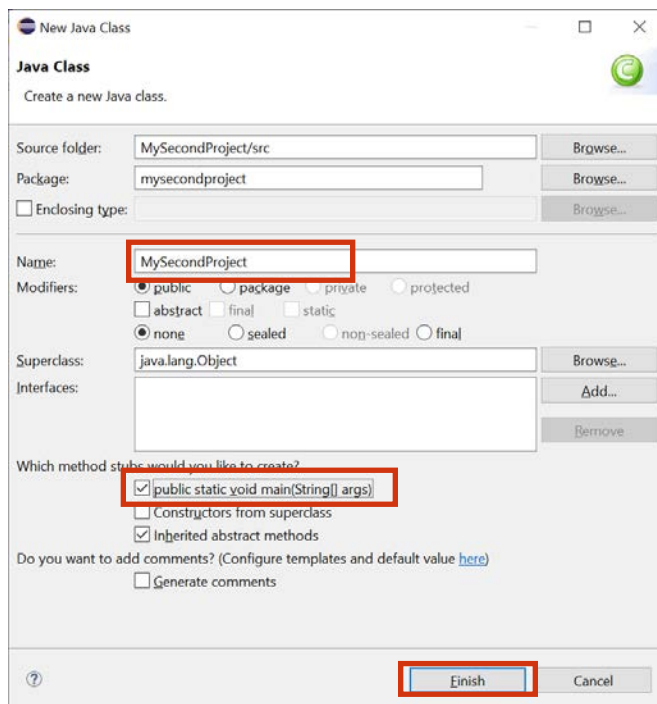 New Java Class
Java Class
Create a new Java class.
Source folder: MySecondProject/src Browse...
Package: mysecondproject Browse...
Enclosing type: Browse...
Name: MySecondProject
Modifiers: public package private protected
abstract final static
none sealed non-sealed final
Superclass: java.lang.Object Browse...
Interfaces: Add...
Remove
Which method stubs would you like to create?
public static void main(String[] args)
Constructors from superclass
Inherited abstract methods
Do you want to add comments? (Configure templates and default value here)
Generate comments
? Finish Cancel